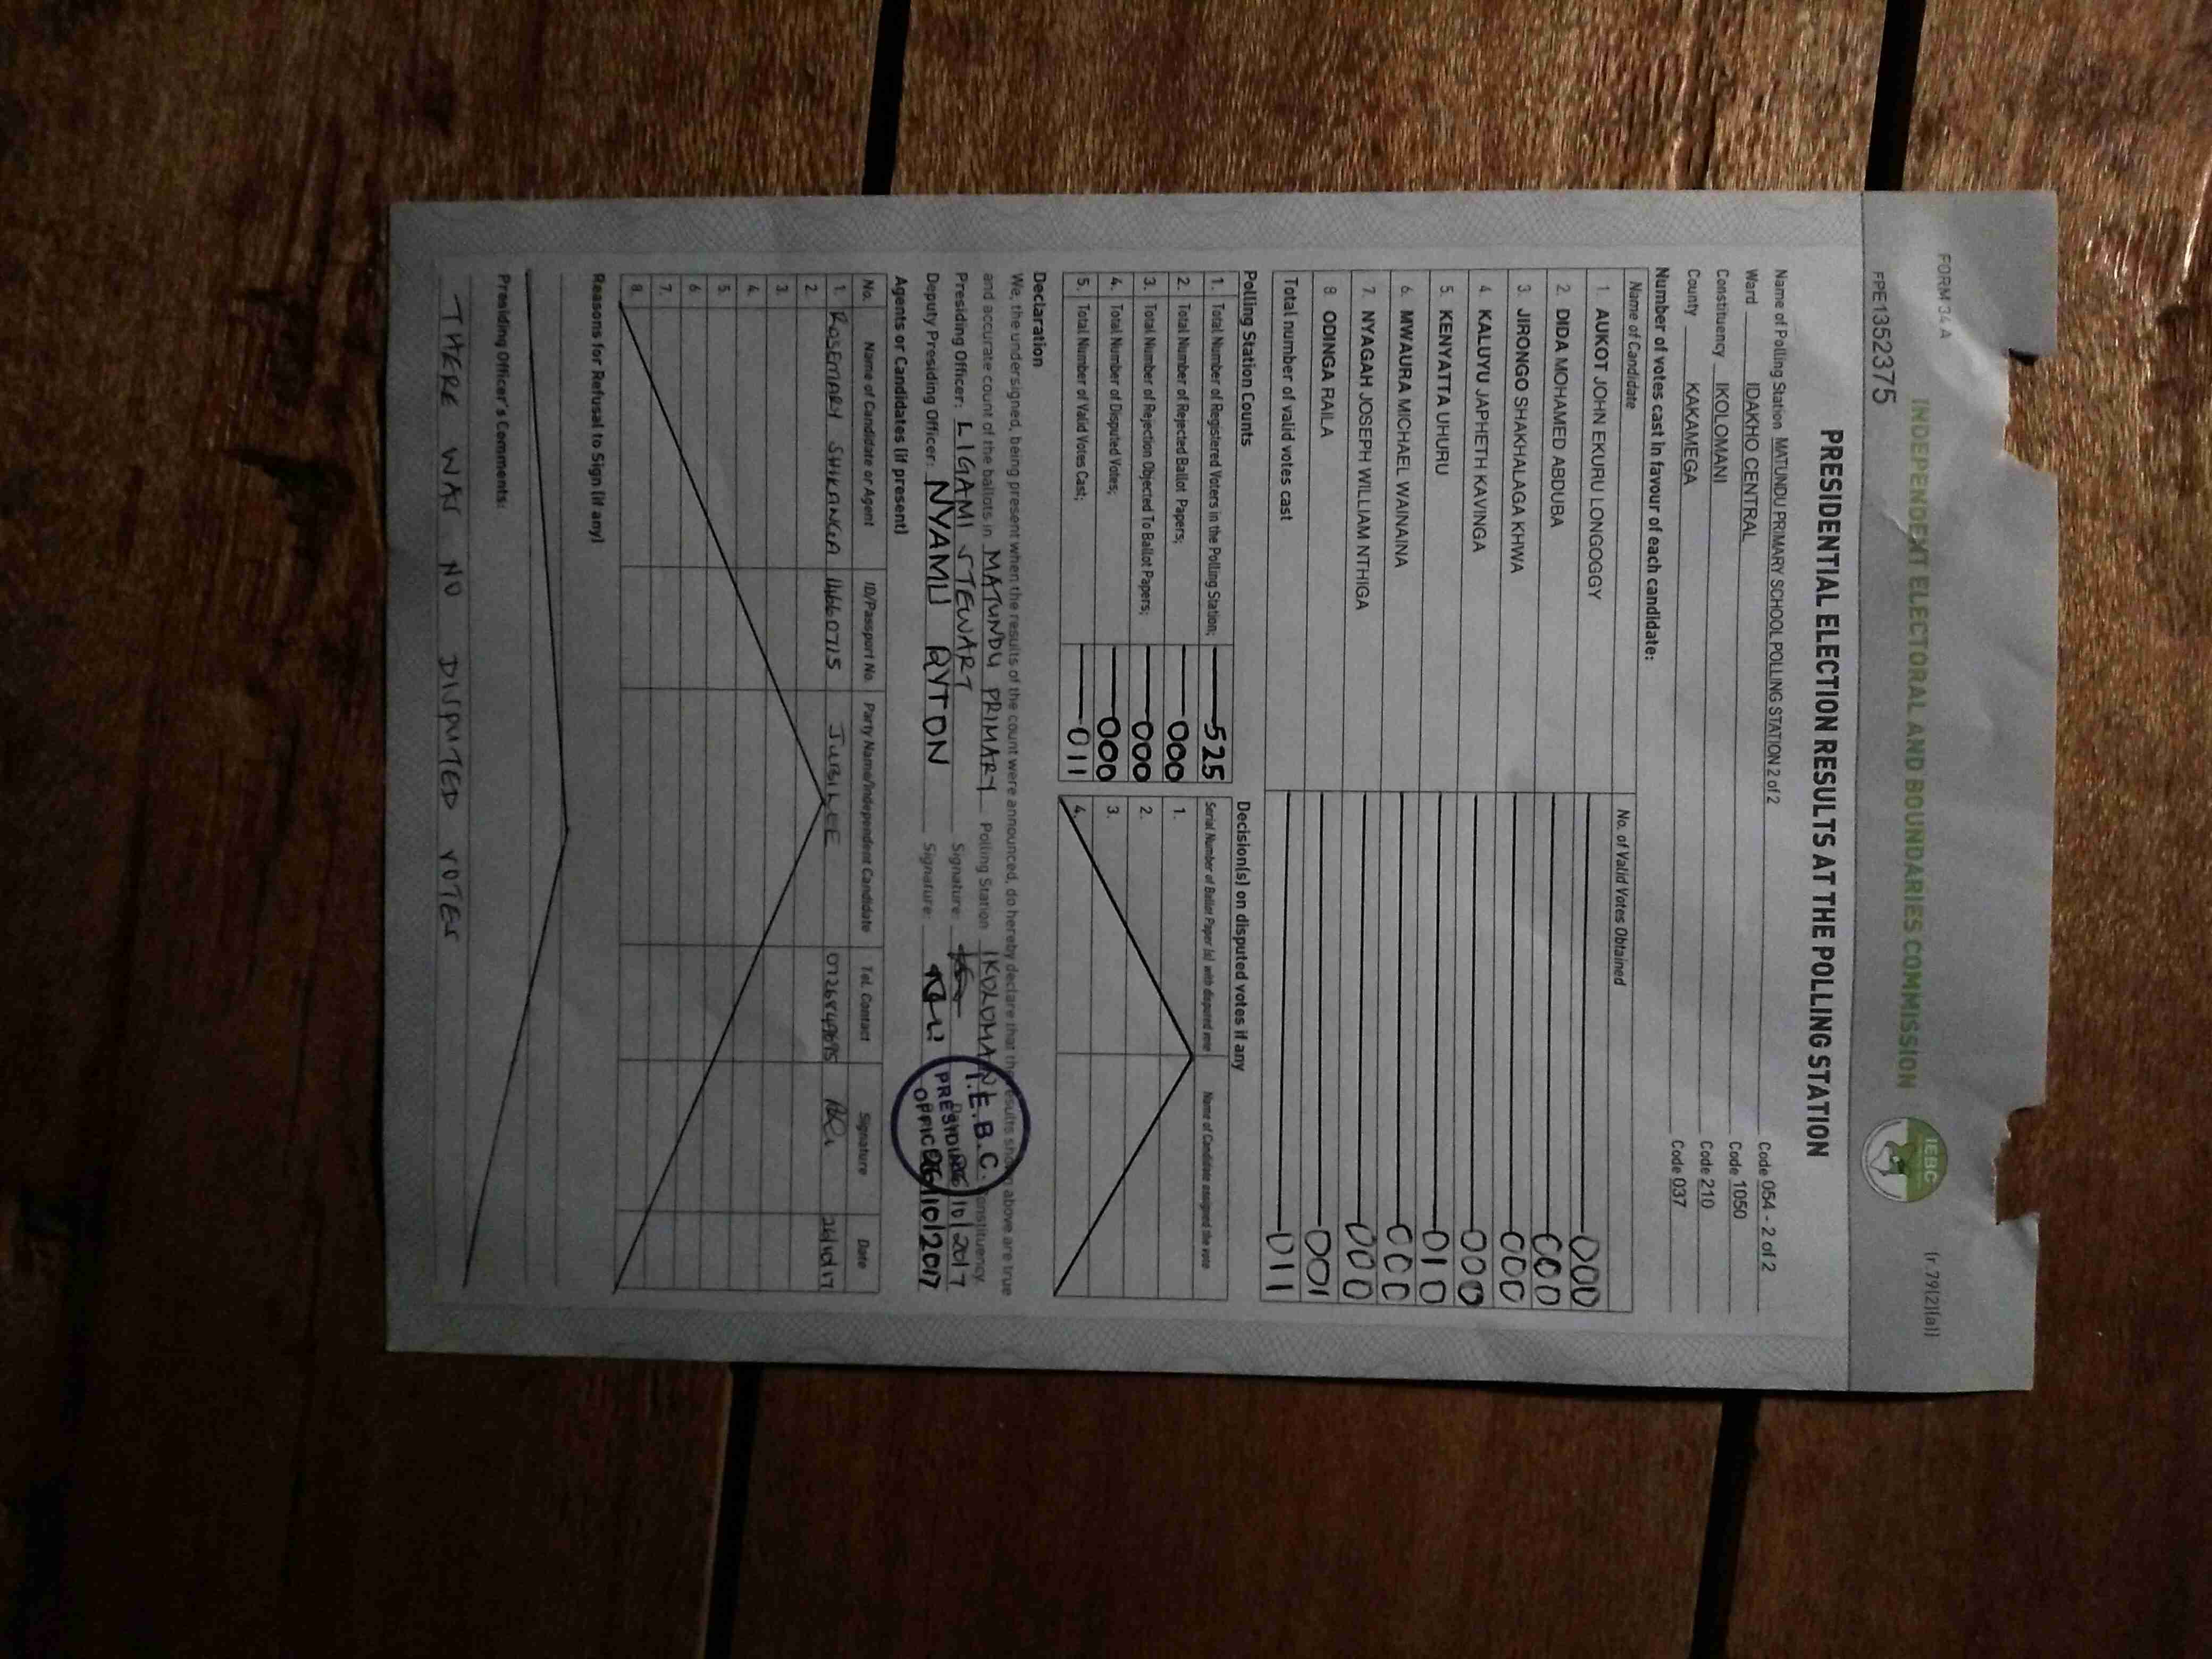 FORM 34 A
(r.79(2)(a))
INDEPENDENT ELECTORAL AND BOUNDARIES COMMISSION
IEBC
FPE1352375
PRESIDENTIAL ELECTION RESULTS AT THE POLLING STATION
Name of Polling Station MATUNDU PRIMARY SCHOOL POLLING STATION 2 of 2 Code 054 - 2 of 2
Ward IDAKHO CENTRAL Code 1050
Constituency IKOLOMANI Code 210
County KAKAMEGA Code 037
Number of votes cast in favour of each candidate:
Name of Candidate No. of Valid Votes Obtained
1. AUKOT JOHN EKURU LONGOGGY 000
2. DIDA MOHAMED ABDUBA 000
3. JIRONGO SHAKHALAGA KHWA 000
4. KALUYU JAPHETH KAVINGA 000
5. KENYATTA UHURU 010
6. MWAURA MICHAEL WAINAINA 000
7. NYAGAH JOSEPH WILLIAM NTHIGA 000
8. ODINGA RAILA 001
Total number of valid votes cast 011
Polling Station Counts
1. Total Number of Registered Voters in the Polling Station; 525
2. Total Number of Rejected Ballot Papers; 000
3. Total Number of Rejection Objected To Ballot Papers; 000
4. Total Number of Disputed Votes; 000
5. Total Number of Valid Votes Cast; 011
Decision(s) on disputed votes if any
Serial Number of Ballot Paper (s) with disputed vote Name of Candidate assigned the vote
1.
2.
3.
4.
Declaration
We, the undersigned, being present when the results of the count were announced, do hereby declare that the results shown above are true
and accurate count of the ballots in MATUNDU PRIMARY Polling Station IKOLOMANI Constituency.
Presiding Officer: LIGAMI STEWART Signature: Date 26/10/2017
Deputy Presiding Officer: NYAMU RYTON Signature: 26/10/2017
I.E.B.C.
PRESIDING
OFFICER
Agents or Candidates (if present)
No. Name of Candidate or Agent ID/Passport No. Party Name/Independent Candidate Tel. Contact Signature Date
1. ROSEMARY SHIKANGA 14660715 JUBILEE 26/10/17
2.
3.
4.
5.
6.
7.
8.
Reasons for Refusal to Sign (if any)
Presiding Officer's Comments:
THERE WAS NO DISPUTED VOTES